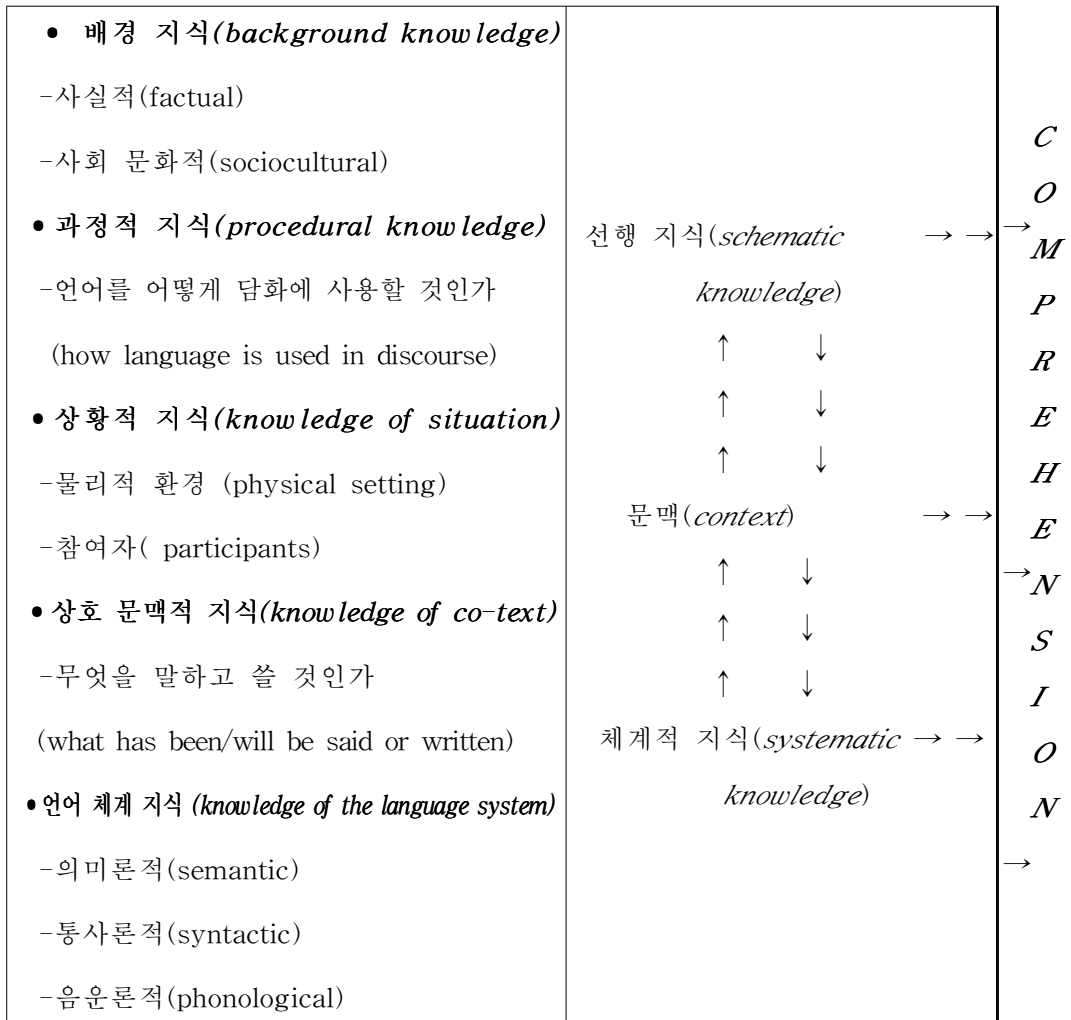 • 배경 지식(background knowledge)
-사실적(factual)
-사회 문화적(sociocultural)
• 과정적 지식(procedural knowledge)
-언어를 어떻게 담화에 사용할 것인가
(how language is used in discourse)
• 상황적 지식(knowledge of situation)
-물리적 환경 (physical setting)
-참여자( participants)
• 상호 문맥적 지식(knowledge of co-text)
-무엇을 말하고 쓸 것인가
(what has been/will be said or written)
• 언어 체계 지식 (knowledge of the language system)
-의미론적(semantic)
-통사론적(syntactic)
-음운론적(phonological)
선행 지식(schematic → →
knowledge)
↑ ↓
↑ ↓
↑ ↓
문맥(context) → →
↑ ↓
↑ ↓
↑ ↓
체계적 지식(systematic → →
knowledge)
C
O
→
M
P
R
E
H
E
→
N
S
I
O
N
→